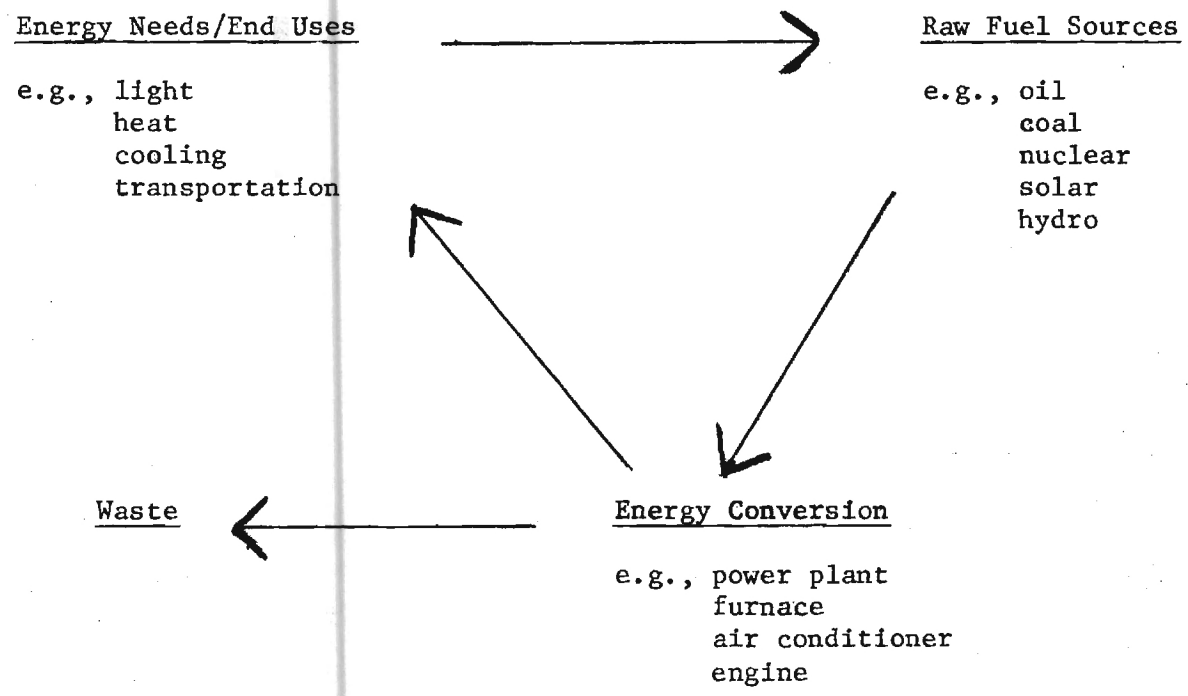 Energy Needs/End Uses
e.g., light
heat
cooling
transportation
Raw Fuel Sources
e.g., oil
coal
nuclear
solar
hydro
Waste
Energy Conversion
e.g., power plant
furnace
air conditioner
engine